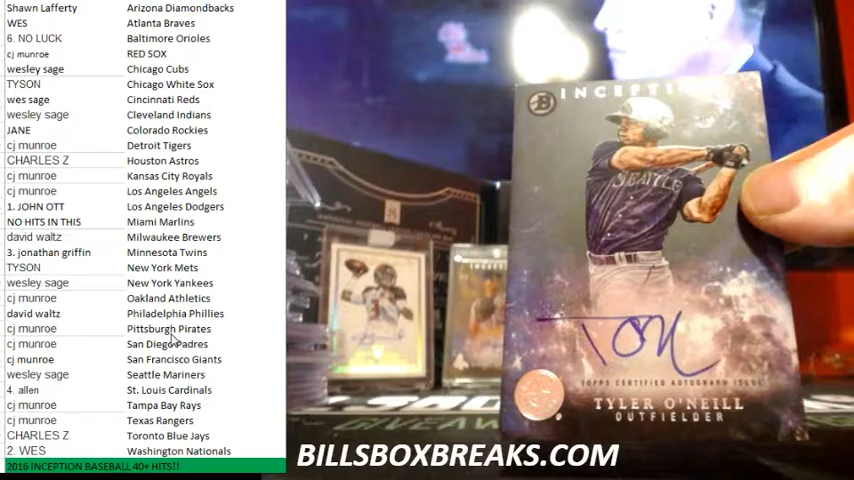 Shawn Lafferty Arizona Diamondbacks
WES Atlanta Braves
6. NO LUCK Baltimore Orioles
cj munroe RED SOX
wesley sage Chicago Cubs
TYSON Chicago White Sox
wes sage Cincinnati Reds
wesley sage Cleveland Indians
JANE Colorado Rockies
cj munroe Detroit Tigers
CHARLES Z Houston Astros
cj munroe Kansas City Royals
cj munroe Los Angeles Angels
1. JOHN OTT Los Angeles Dodgers
NO HITS IN THIS Miami Marlins
david waltz Milwaukee Brewers
3. jonathan griffin Minnesota Twins
TYSON New York Mets
wesley sage New York Yankees
cj munroe Oakland Athletics
david waltz Philadelphia Phillies
cj munroe Pittsburgh Pirates
cj munroe San Diego Padres
cj munroe San Francisco Giants
wesley sage Seattle Mariners
4. allen St. Louis Cardinals
cj munroe Tampa Bay Rays
cj munroe Texas Rangers
CHARLES Z Toronto Blue Jays
2. WES Washington Nationals
2016 INCEPTION BASEBALL 40+ HITS!!
B INCEPTI
SEATTLE
TOPPS CERTIFIED AUTOGRAPH ISSUE
TYLER O'NEILL
OUTFIELDER
BILLSBOXBREAKS.COM